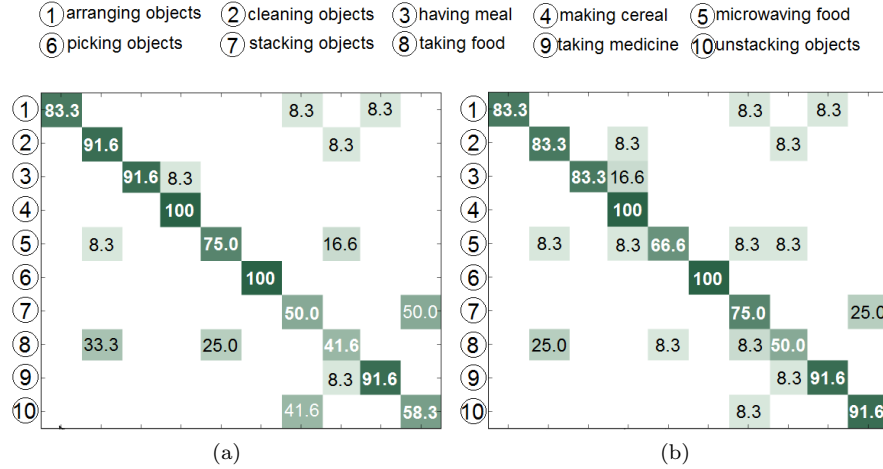 ① arranging objects ② cleaning objects ③ having meal ④ making cereal ⑤ microwaving food
⑥ picking objects ⑦ stacking objects ⑧ taking food ⑨ taking medicine ⑩ unstacking objects
① 83.3 8.3 8.3
② 91.6 8.3
③ 91.6 8.3
④ 100
⑤ 8.3 75.0 16.6
⑥ 100
⑦ 50.0 50.0
⑧ 33.3 25.0 41.6
⑨ 8.3 91.6
⑩ 41.6 58.3
(a)
① 83.3 8.3 8.3
② 83.3 8.3 8.3
③ 83.3 16.6
④ 100
⑤ 8.3 8.3 66.6 8.3 8.3
⑥ 100
⑦ 75.0 25.0
⑧ 25.0 8.3 8.3 50.0
⑨ 8.3 91.6
⑩ 8.3 91.6
(b)